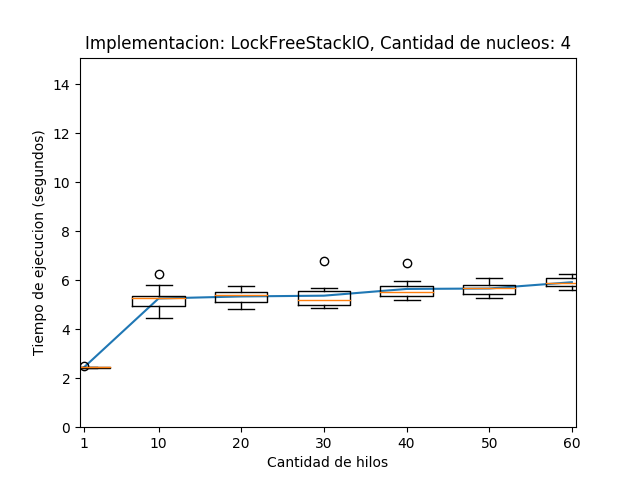 Implementacion: LockFreeStackIO, Cantidad de nucleos: 4
Tiempo de ejecucion (segundos)
14
12
10
8
6
4
2
0
1 10 20 30 40 50 60
Cantidad de hilos